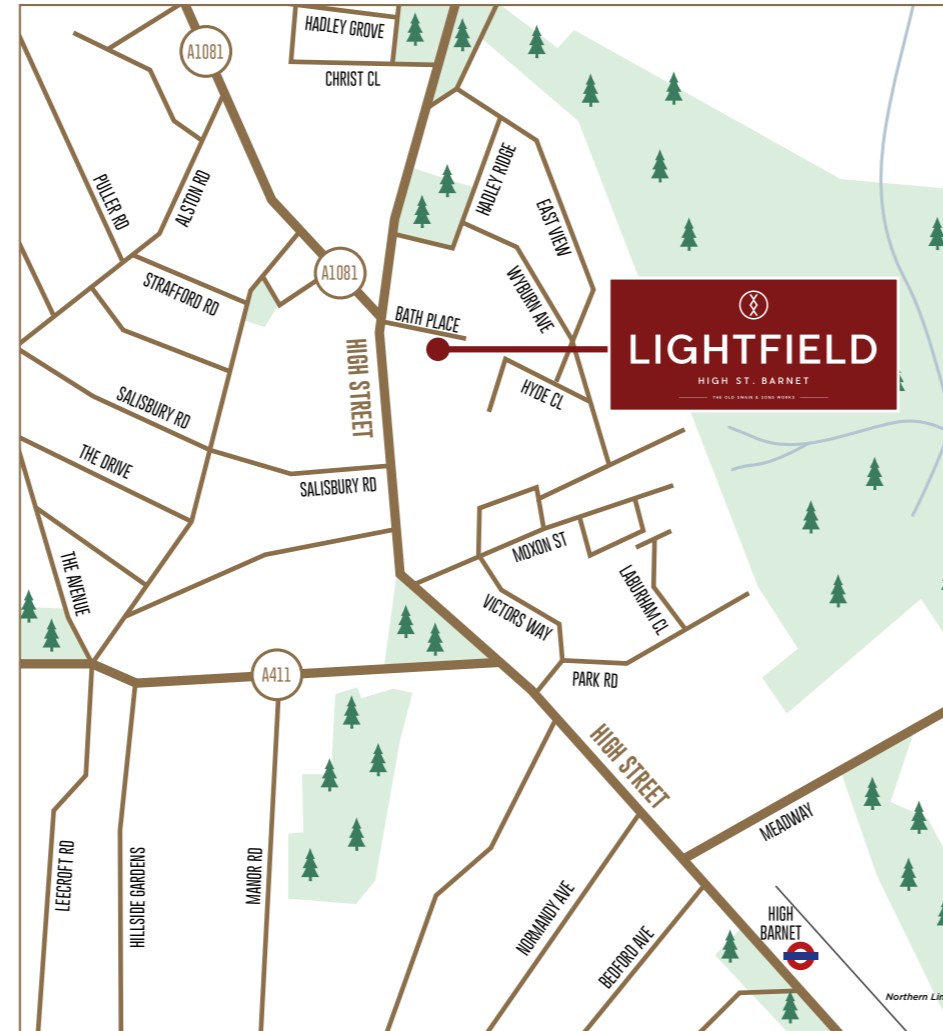 HADLEY GROVE
A1081
CHRIST CL
HADLEY RIDGE
PULLER RD
ALSTON RD
EAST VIEW
A1081
STRAFFORD RD
WYBURN AVE
BATH PLACE
LIGHTFIELD
HIGH ST. BARNET
THE OLD SWAIN & SONS WORKS
HIGH STREET
HYDE CL
SALISBURY RD
THE DRIVE
SALISBURY RD
MOXON ST
THE AVENUE
LABURHAM CL
VICTORS WAY
A411
PARK RD
HIGH STREET
MEADWAY
LEECROFT RD
HILLSIDE GARDENS
MANOR RD
NORMANDY AVE
BEDFORD AVE
HIGH
BARNET
Northern Lin